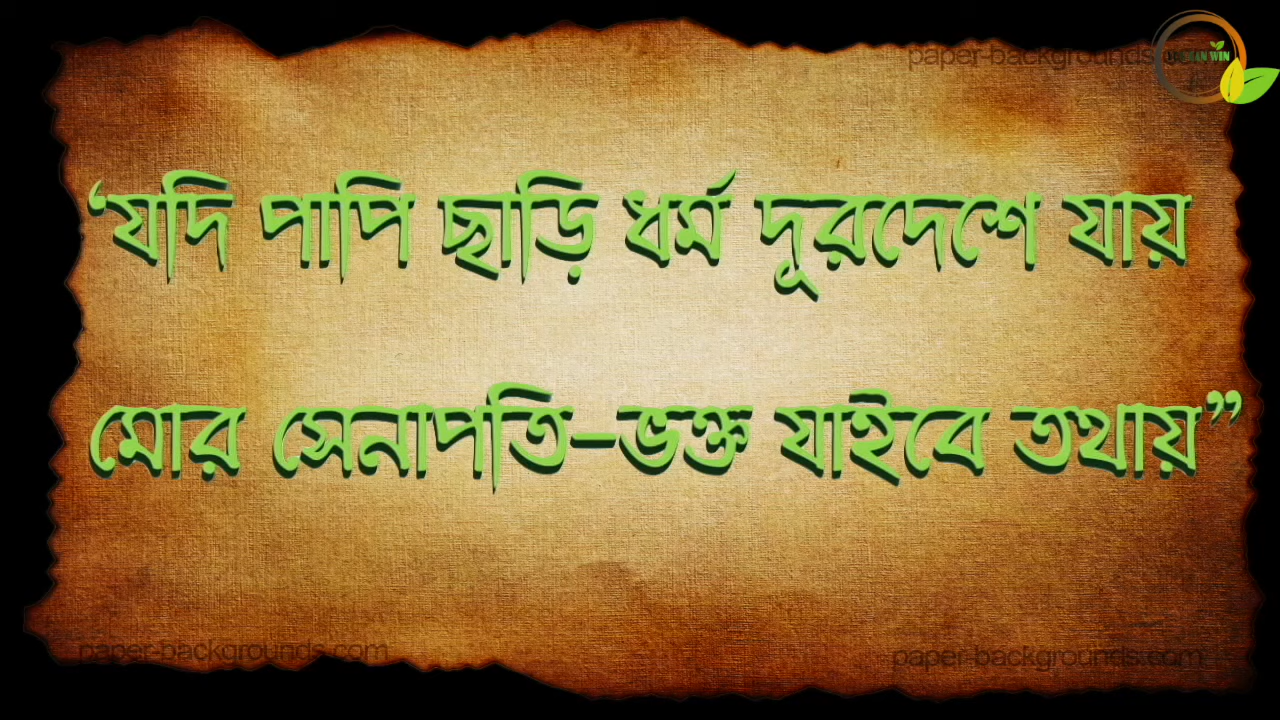 paper-backgrounds
‘যদি পাপি ছাড়ি ধর্ম দূরদেশে যায়
মোর সেনাপতি–ভক্ত যাইবে তথায়”
paper-backgrounds.com
paper-backgrounds.com